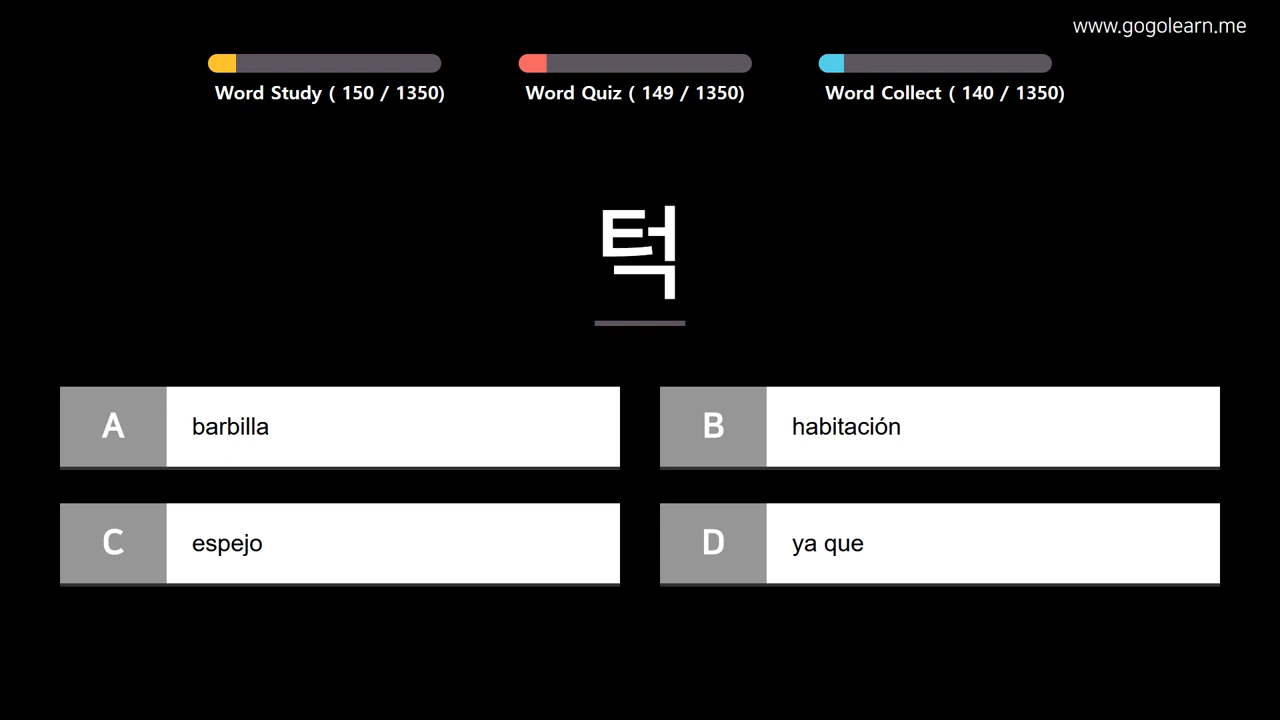 www.gogolearn.me
Word Study ( 150 / 1350)
Word Quiz ( 149 / 1350)
Word Collect ( 140 / 1350)
턱
A barbilla
B habitación
C espejo
D ya que